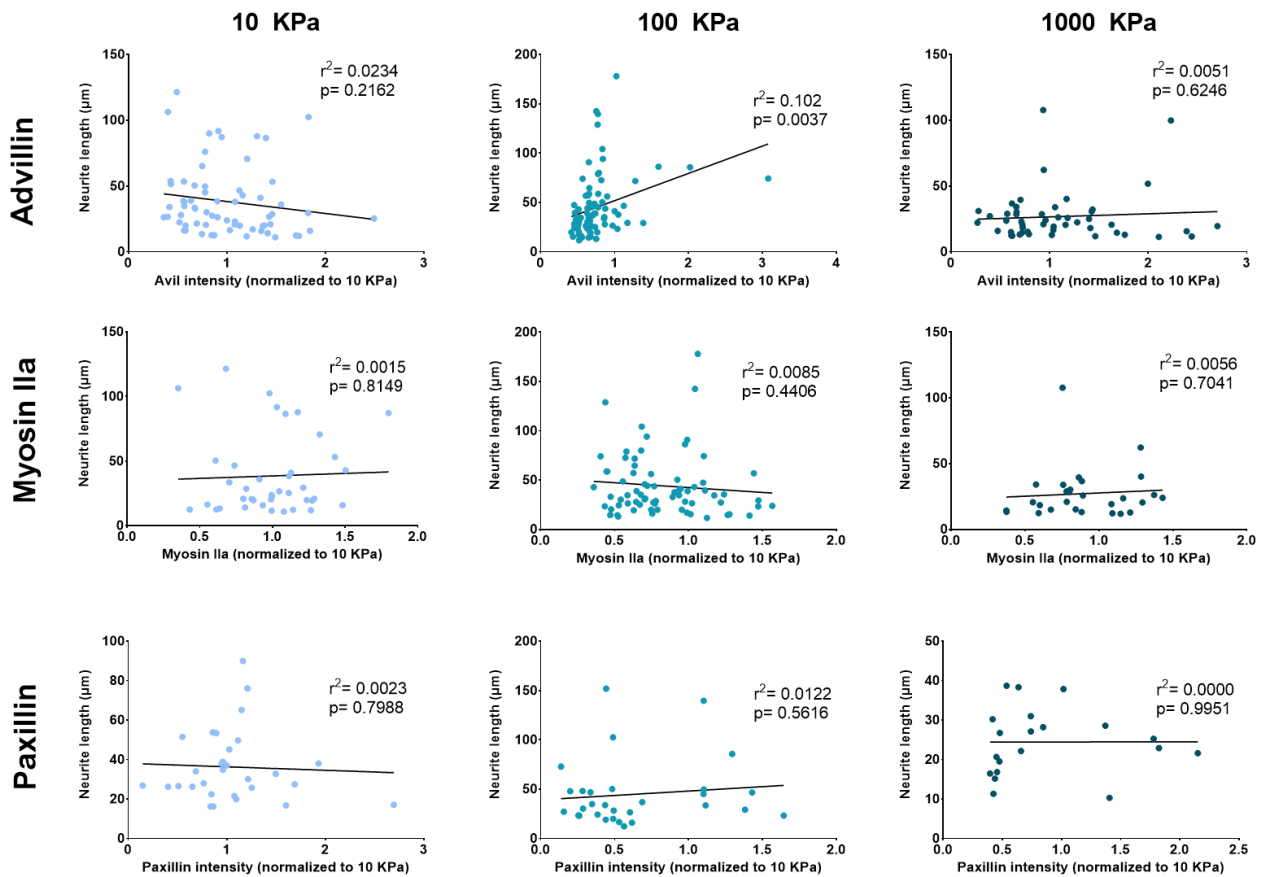 10 KPa
100 KPa
1000 KPa
Advillin
Neurite length (µm)
150
100
50
0
r²= 0.0234
p= 0.2162
0
1
2
3
Avil intensity (normalized to 10 KPa)
Neurite length (µm)
200
150
100
50
0
r²= 0.102
p= 0.0037
0
1
2
3
4
Avil intensity (normalized to 10 KPa)
Neurite length (µm)
150
100
50
0
r²= 0.0051
p= 0.6246
0
1
2
3
Avil intensity (normalized to 10 KPa)
Myosin IIa
Neurite length (µm)
150
100
50
0
r²= 0.0015
p= 0.8149
0.0
0.5
1.0
1.5
2.0
Myosin IIa (normalized to 10 KPa)
Neurite length (µm)
200
150
100
50
0
r²= 0.0085
p= 0.4406
0.0
0.5
1.0
1.5
2.0
Myosin IIa (normalized to 10 KPa)
Neurite length (µm)
150
100
50
0
r²= 0.0056
p= 0.7041
0.0
0.5
1.0
1.5
2.0
Myosin IIa (normalized to 10 KPa)
Paxillin
Neurite length (µm)
100
80
60
40
20
0
r²= 0.0023
p= 0.7988
0
1
2
3
Paxillin intensity (normalized to 10 KPa)
Neurite length (µm)
200
150
100
50
0
r²= 0.0122
p= 0.5616
0.0
0.5
1.0
1.5
2.0
Paxillin intensity (normalized to 10 KPa)
Neurite length (µm)
50
40
30
20
10
0
r²= 0.0000
p= 0.9951
0.0
0.5
1.0
1.5
2.0
2.5
Paxillin intensity (normalized to 10 KPa)